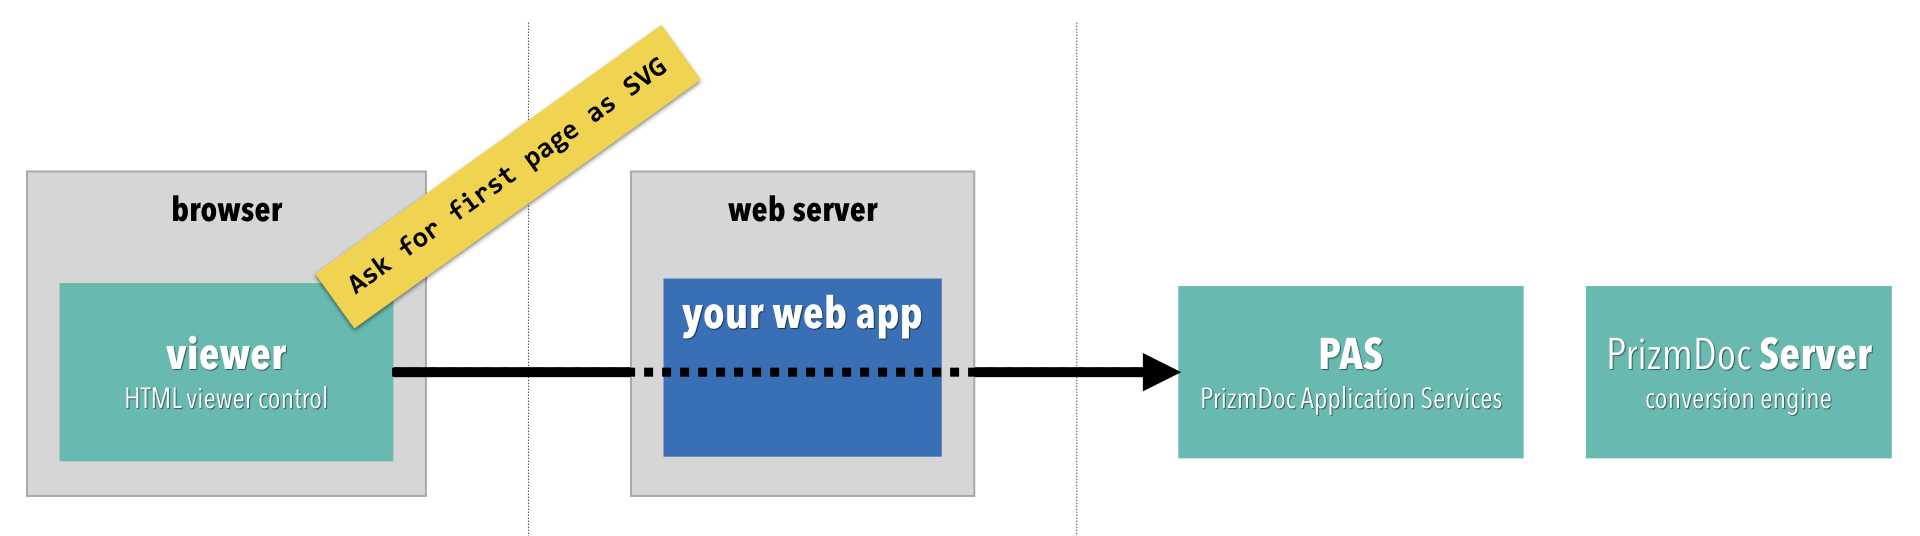 Ask for first page as SVG
browser
viewer
HTML viewer control
web server
your web app
PAS
PrizmDoc Application Services
PrizmDoc Server
conversion engine